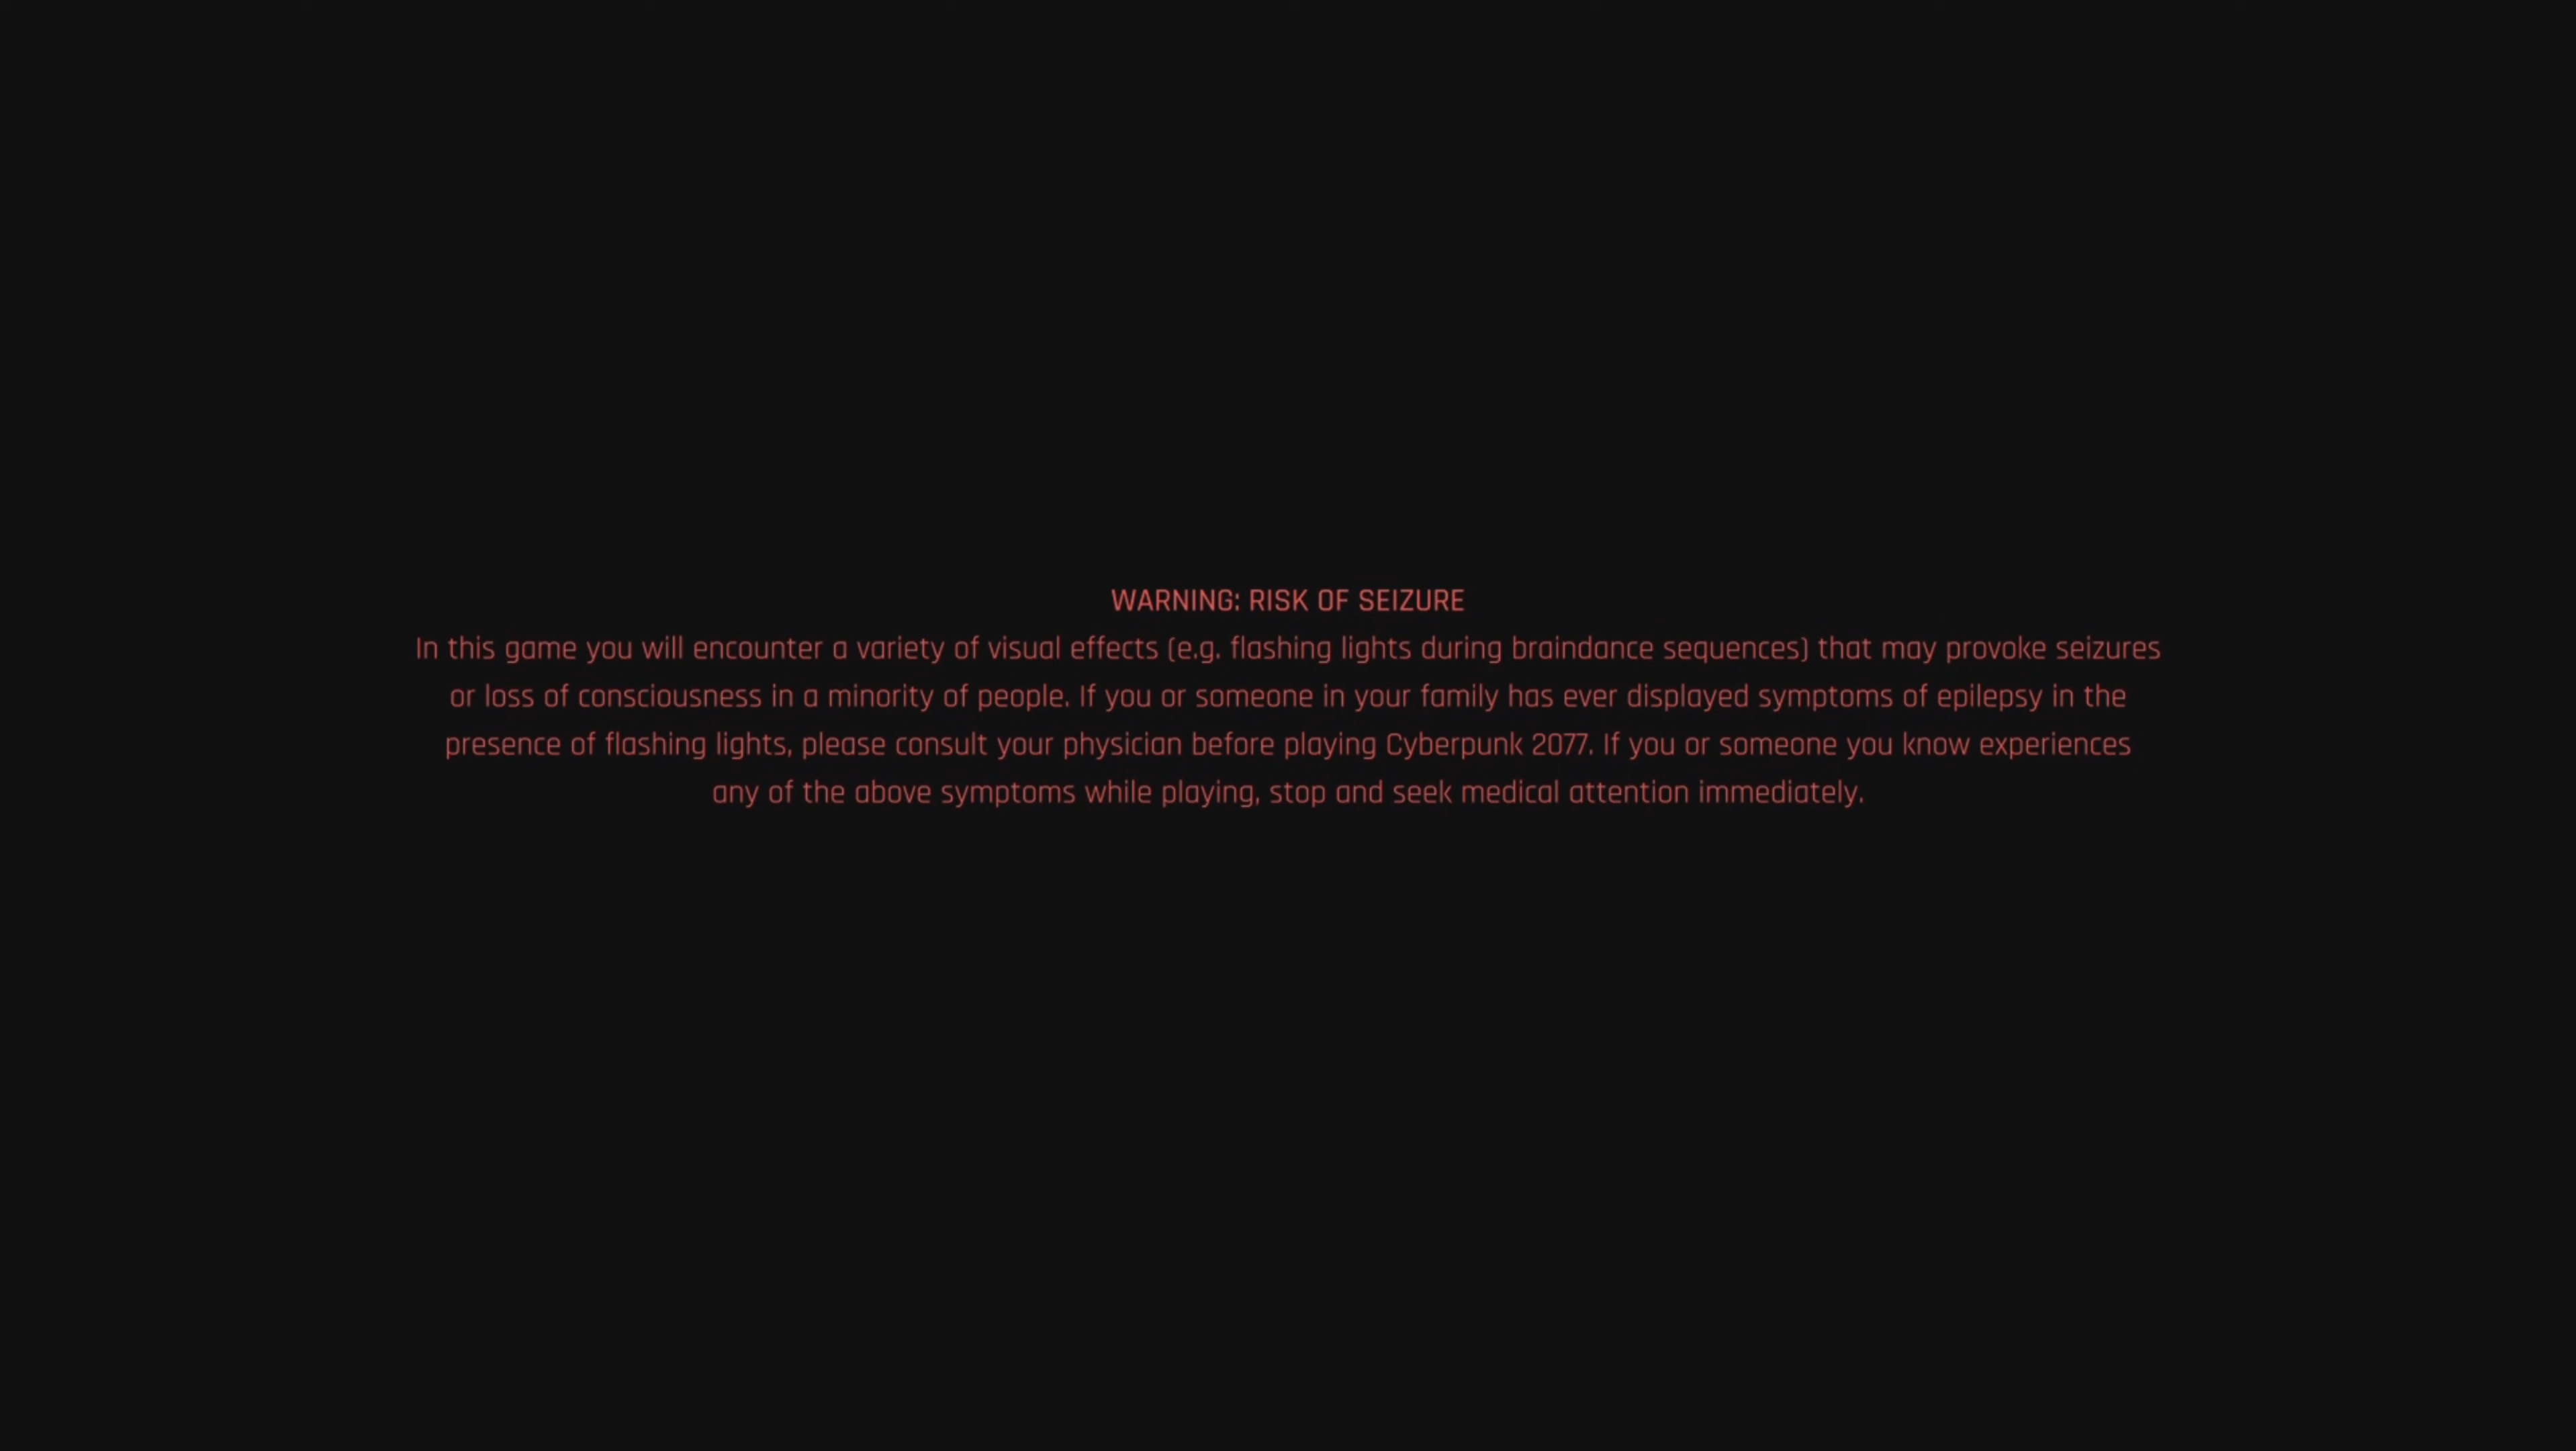 WARNING: RISK OF SEIZURE
In this game you will encounter a variety of visual effects (e.g. flashing lights during braindance sequences) that may provoke seizures
or loss of consciousness in a minority of people. If you or someone in your family has ever displayed symptoms of epilepsy in the
presence of flashing lights, please consult your physician before playing Cyberpunk 2077. If you or someone you know experiences
any of the above symptoms while playing, stop and seek medical attention immediately.